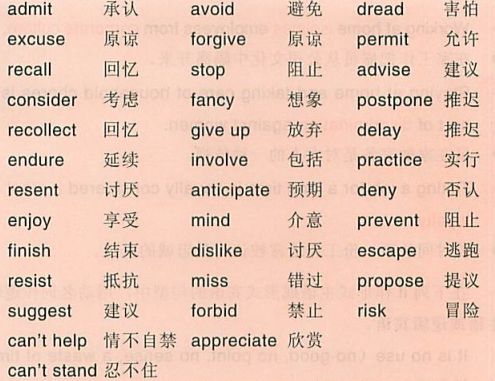 admit 承认 avoid 避免 dread 害怕
excuse 原谅 forgive 原谅 permit 允许
recall 回忆 stop 阻止 advise 建议
consider 考虑 fancy 想象 postpone 推迟
recollect 回忆 give up 放弃 delay 推迟
endure 延续 involve 包括 practice 实行
resent 讨厌 anticipate 预期 deny 否认
enjoy 享受 mind 介意 prevent 阻止
finish 结束 dislike 讨厌 escape 逃跑
resist 抵抗 miss 错过 propose 提议
suggest 建议 forbid 禁止 risk 冒险
can't help 情不自禁 appreciate 欣赏
can't stand 忍不住